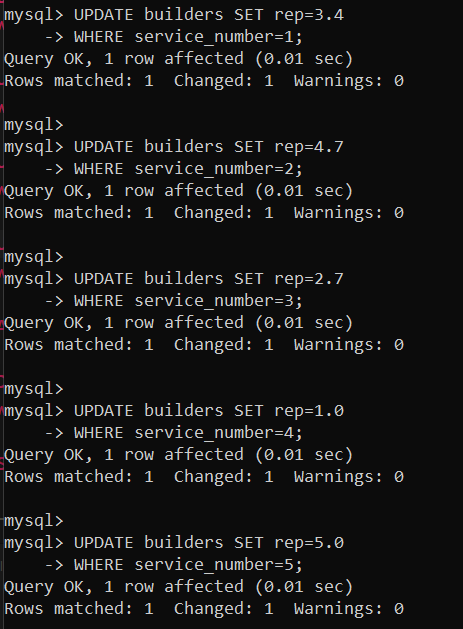 mysql> UPDATE builders SET rep=3.4
    -> WHERE service_number=1;
Query OK, 1 row affected (0.01 sec)
Rows matched: 1  Changed: 1  Warnings: 0

mysql>
mysql> UPDATE builders SET rep=4.7
    -> WHERE service_number=2;
Query OK, 1 row affected (0.01 sec)
Rows matched: 1  Changed: 1  Warnings: 0

mysql>
mysql> UPDATE builders SET rep=2.7
    -> WHERE service_number=3;
Query OK, 1 row affected (0.01 sec)
Rows matched: 1  Changed: 1  Warnings: 0

mysql>
mysql> UPDATE builders SET rep=1.0
    -> WHERE service_number=4;
Query OK, 1 row affected (0.01 sec)
Rows matched: 1  Changed: 1  Warnings: 0

mysql>
mysql> UPDATE builders SET rep=5.0
    -> WHERE service_number=5;
Query OK, 1 row affected (0.01 sec)
Rows matched: 1  Changed: 1  Warnings: 0